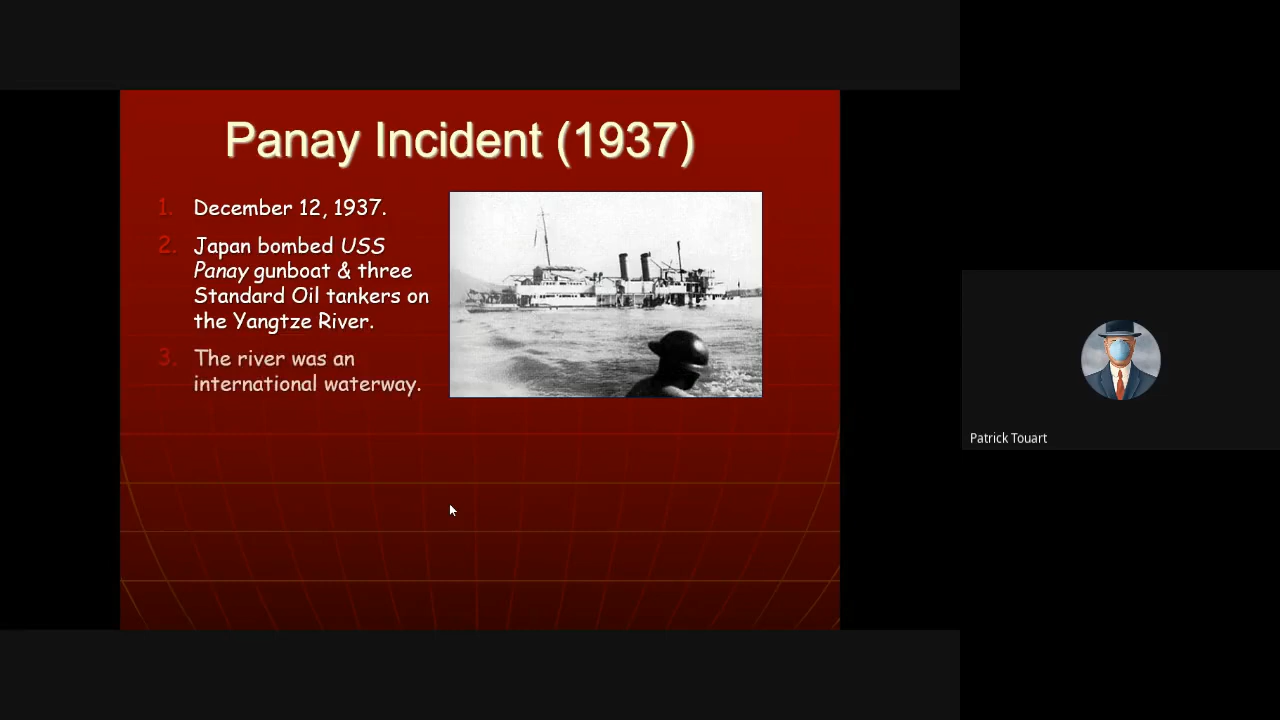 Panay Incident (1937)
1. December 12, 1937.
2. Japan bombed USS
Panay gunboat & three
Standard Oil tankers on
the Yangtze River.
3. The river was an
international waterway.
Patrick Touart